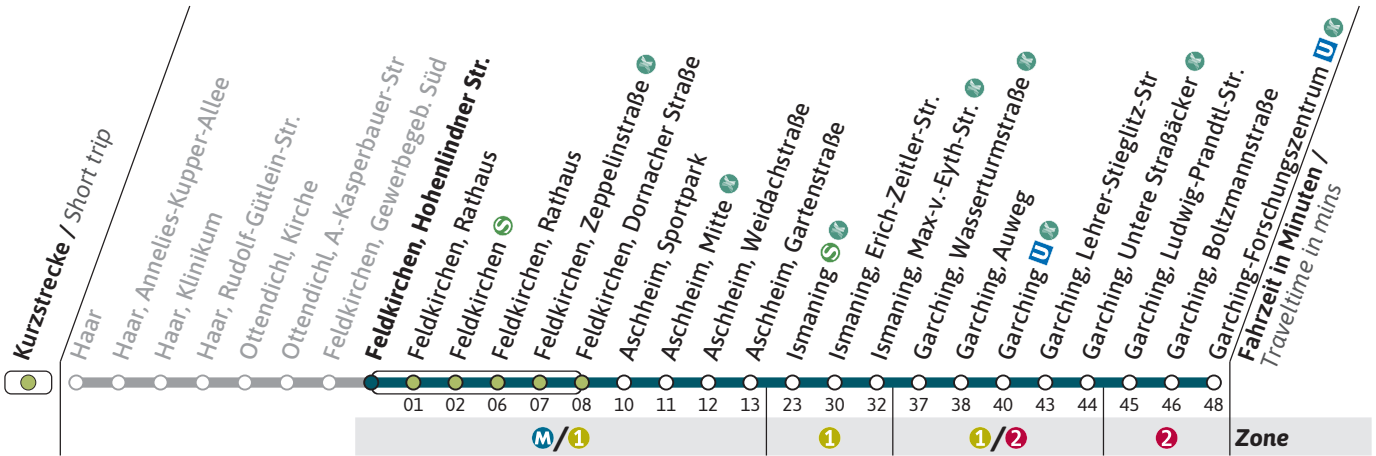 Kurzstrecke / Short trip
Haar
Haar, Annelies-Kupper-Allee
Haar, Klinikum
Haar, Rudolf-Gütlein-Str.
Ottendichl, Kirche
Ottendichl, A.-Kasperbauer-Str
Feldkirchen, Gewerbegeb. Süd
Feldkirchen, Hohenlindner Str.
Feldkirchen, Rathaus
Feldkirchen S
Feldkirchen, Rathaus
Feldkirchen, Zeppelinstraße
Feldkirchen, Dornacher Straße
Aschheim, Sportpark
Aschheim, Mitte
Aschheim, Weidachstraße
Aschheim, Gartenstraße
Ismaning S
Ismaning, Erich-Zeitler-Str.
Ismaning, Max-v.-Eyth-Str.
Garching, Wasserturmstraße
Garching, Auweg
Garching U
Garching, Lehrer-Stieglitz-Str
Garching, Untere Straßäcker
Garching, Ludwig-Prandtl-Str.
Garching, Boltzmannstraße
Garching-Forschungszentrum U
Fahrzeit in Minuten /
Traveltime in mins
01 02 06 07 08 10 11 12 13 23 30 32 37 38 40 43 44 45 46 48
M/1 1 1/2 2 Zone